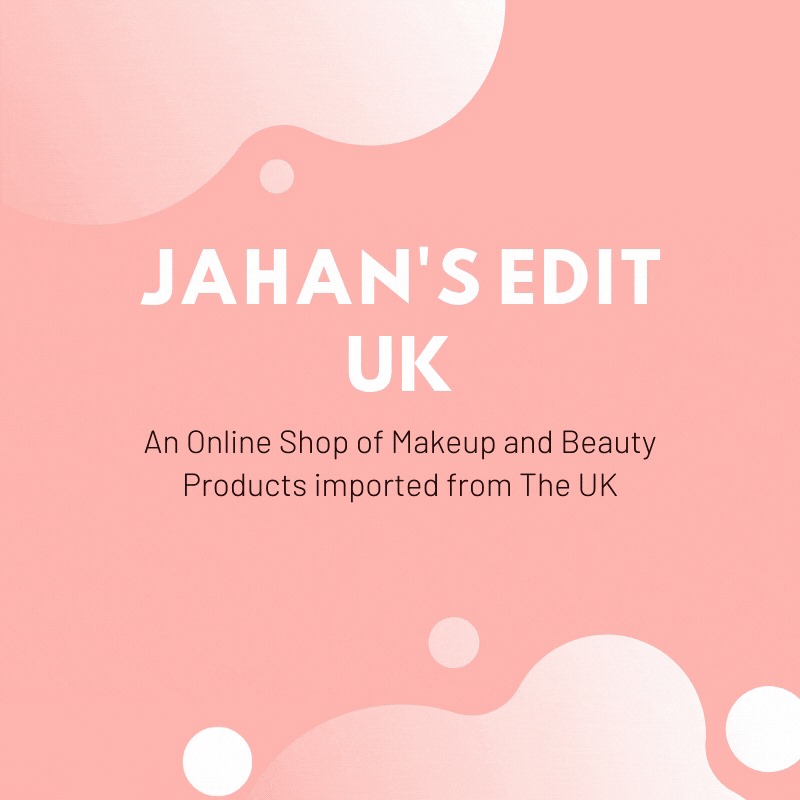 JAHAN'S EDIT
UK
An Online Shop of Makeup and Beauty
Products imported from The UK